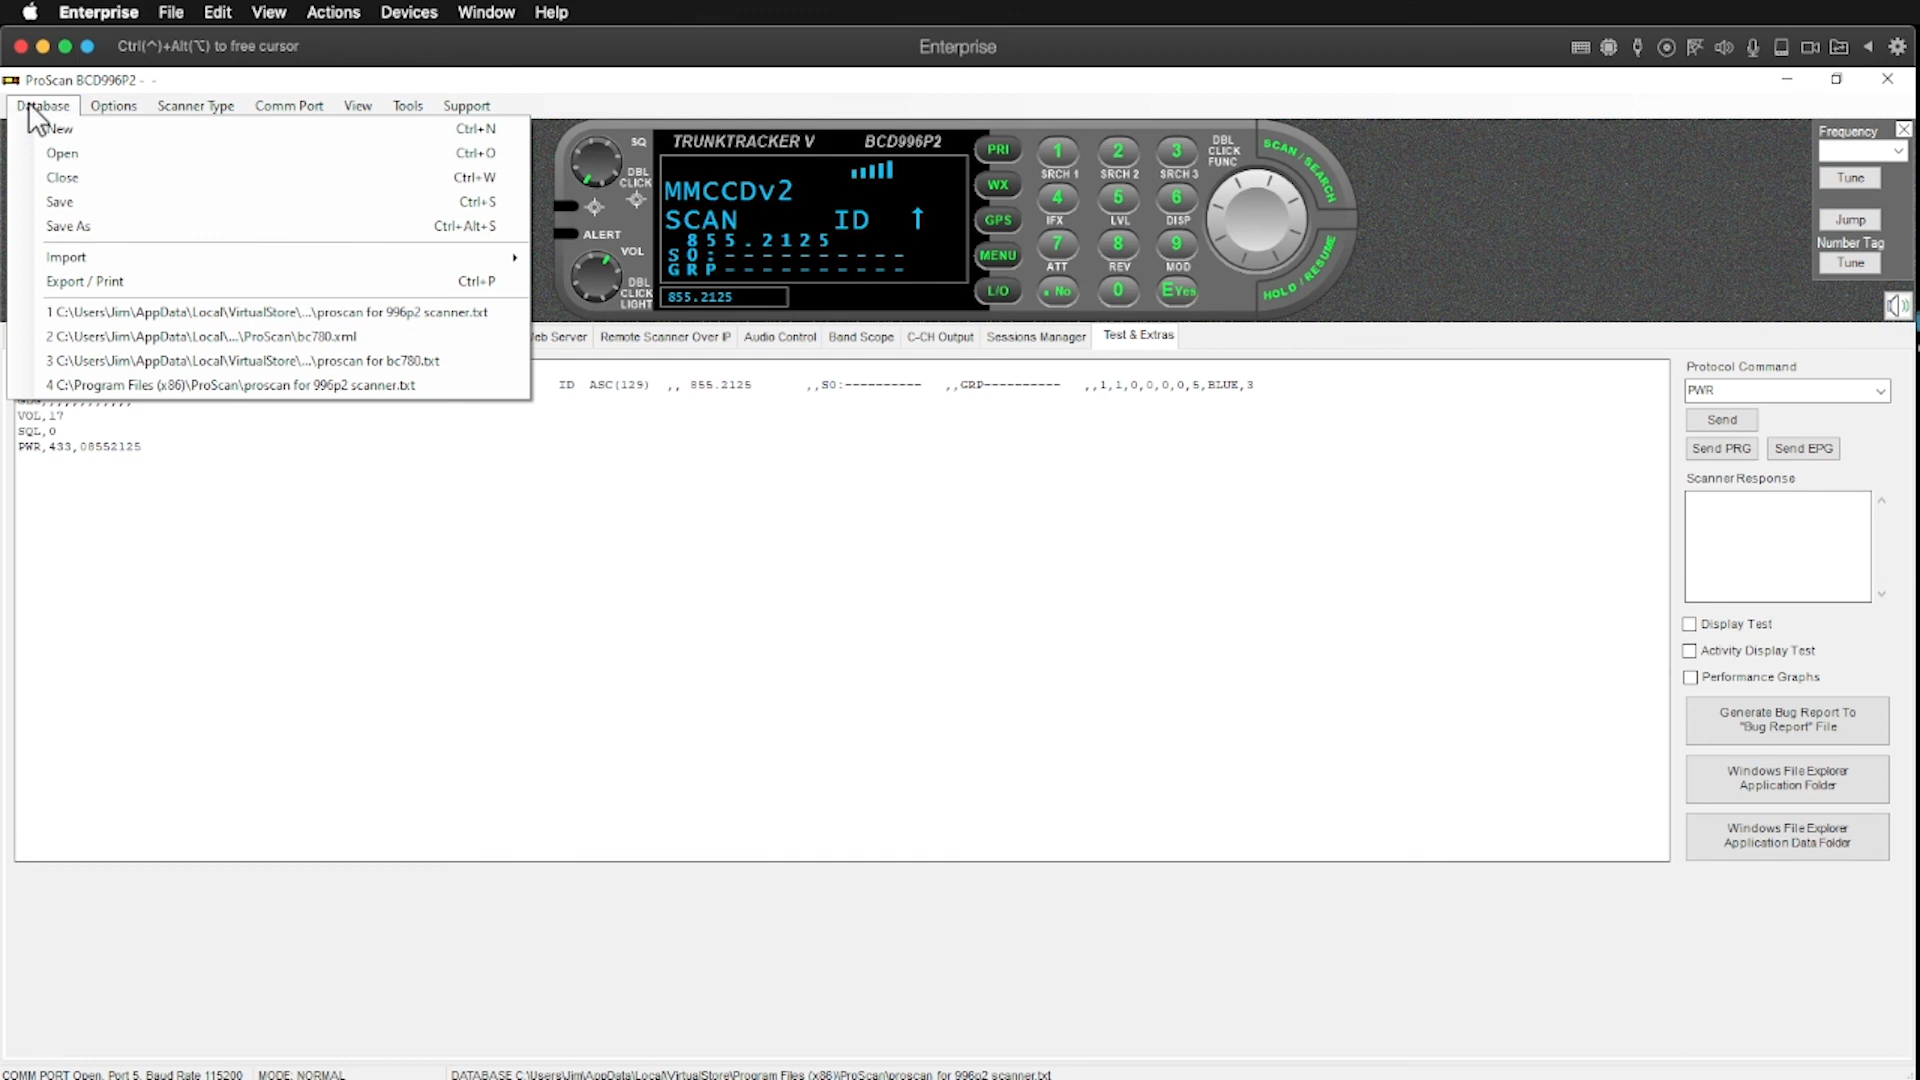 Enterprise File Edit View Actions Devices Window Help
Ctrl(^)+Alt(⌥) to free cursor
Enterprise
ProScan BCD996P2 - -
Database Options Scanner Type Comm Port View Tools Support
New Ctrl+N
Open Ctrl+O
Close Ctrl+W
Save Ctrl+S
Save As Ctrl+Alt+S
Import
Export / Print Ctrl+P
1 C:\Users\Jim\AppData\Local\VirtualStore\...\proscan for 996p2 scanner.txt
2 C:\Users\Jim\AppData\Local\...\ProScan\bc780.xml
3 C:\Users\Jim\AppData\Local\VirtualStore\...\proscan for bc780.txt
4 C:\Program Files (x86)\ProScan\proscan for 996p2 scanner.txt
SQ
DBL
CLICK
ALERT
VOL
DBL
CLICK
LIGHT
TRUNKTRACKER V BCD996P2
MMCCDv2
SCAN ID ↑
855.2125
S0:----------
GRP----------
855.2125
PRI
WX
GPS
MENU
L/O
1 2 3
SRCH 1 SRCH 2 SRCH 3
4 5 6
IFX LVL DISP
7 8 9
ATT REV MOD
. No 0 E Yes
DBL
CLICK
FUNC
SCAN / SEARCH
HOLD / RESUME
Frequency
Tune
Jump
Number Tag
Tune
Web Server Remote Scanner Over IP Audio Control Band Scope C-CH Output Sessions Manager Test & Extras
ID ASC(129) ,, 855.2125 ,,S0:---------- ,,GRP---------- ,,1,1,0,0,0,0,5,BLUE,3
VOL,17
SQL,0
PWR,433,08552125
Protocol Command
PWR
Send
Send PRG Send EPG
Scanner Response
Display Test
Activity Display Test
Performance Graphs
Generate Bug Report To
"Bug Report" File
Windows File Explorer
Application Folder
Windows File Explorer
Application Data Folder
COMM PORT Open, Port 5, Baud Rate 115200 MODE: NORMAL DATABASE C:\Users\Jim\AppData\Local\VirtualStore\Program Files (x86)\ProScan\proscan for 996p2 scanner.txt